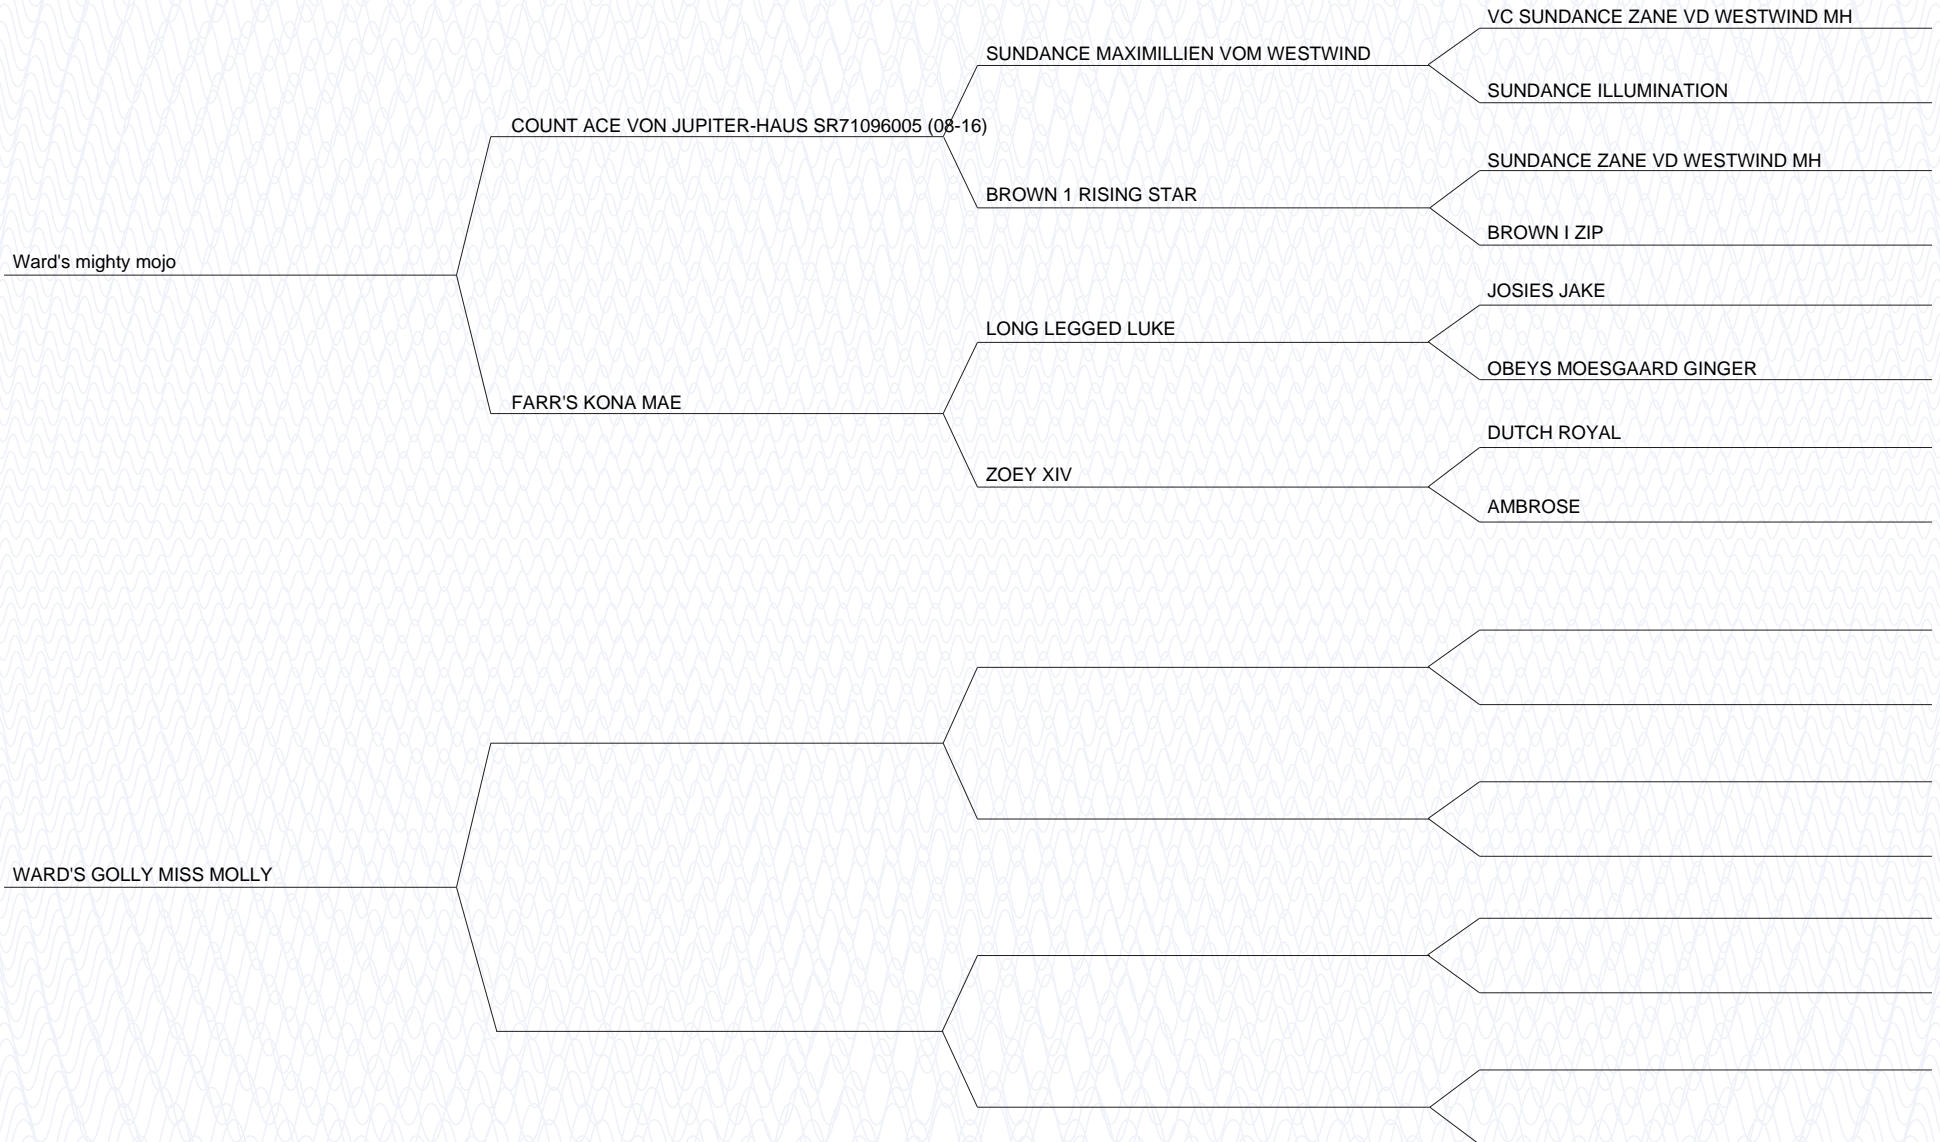 VC SUNDANCE ZANE VD WESTWIND MH
SUNDANCE MAXIMILLIEN VOM WESTWIND
SUNDANCE ILLUMINATION
COUNT ACE VON JUPITER-HAUS SR71096005 (08-16)
SUNDANCE ZANE VD WESTWIND MH
BROWN 1 RISING STAR
BROWN I ZIP
Ward's mighty mojo
JOSIES JAKE
LONG LEGGED LUKE
OBEYS MOESGAARD GINGER
FARR'S KONA MAE
DUTCH ROYAL
ZOEY XIV
AMBROSE
WARD'S GOLLY MISS MOLLY